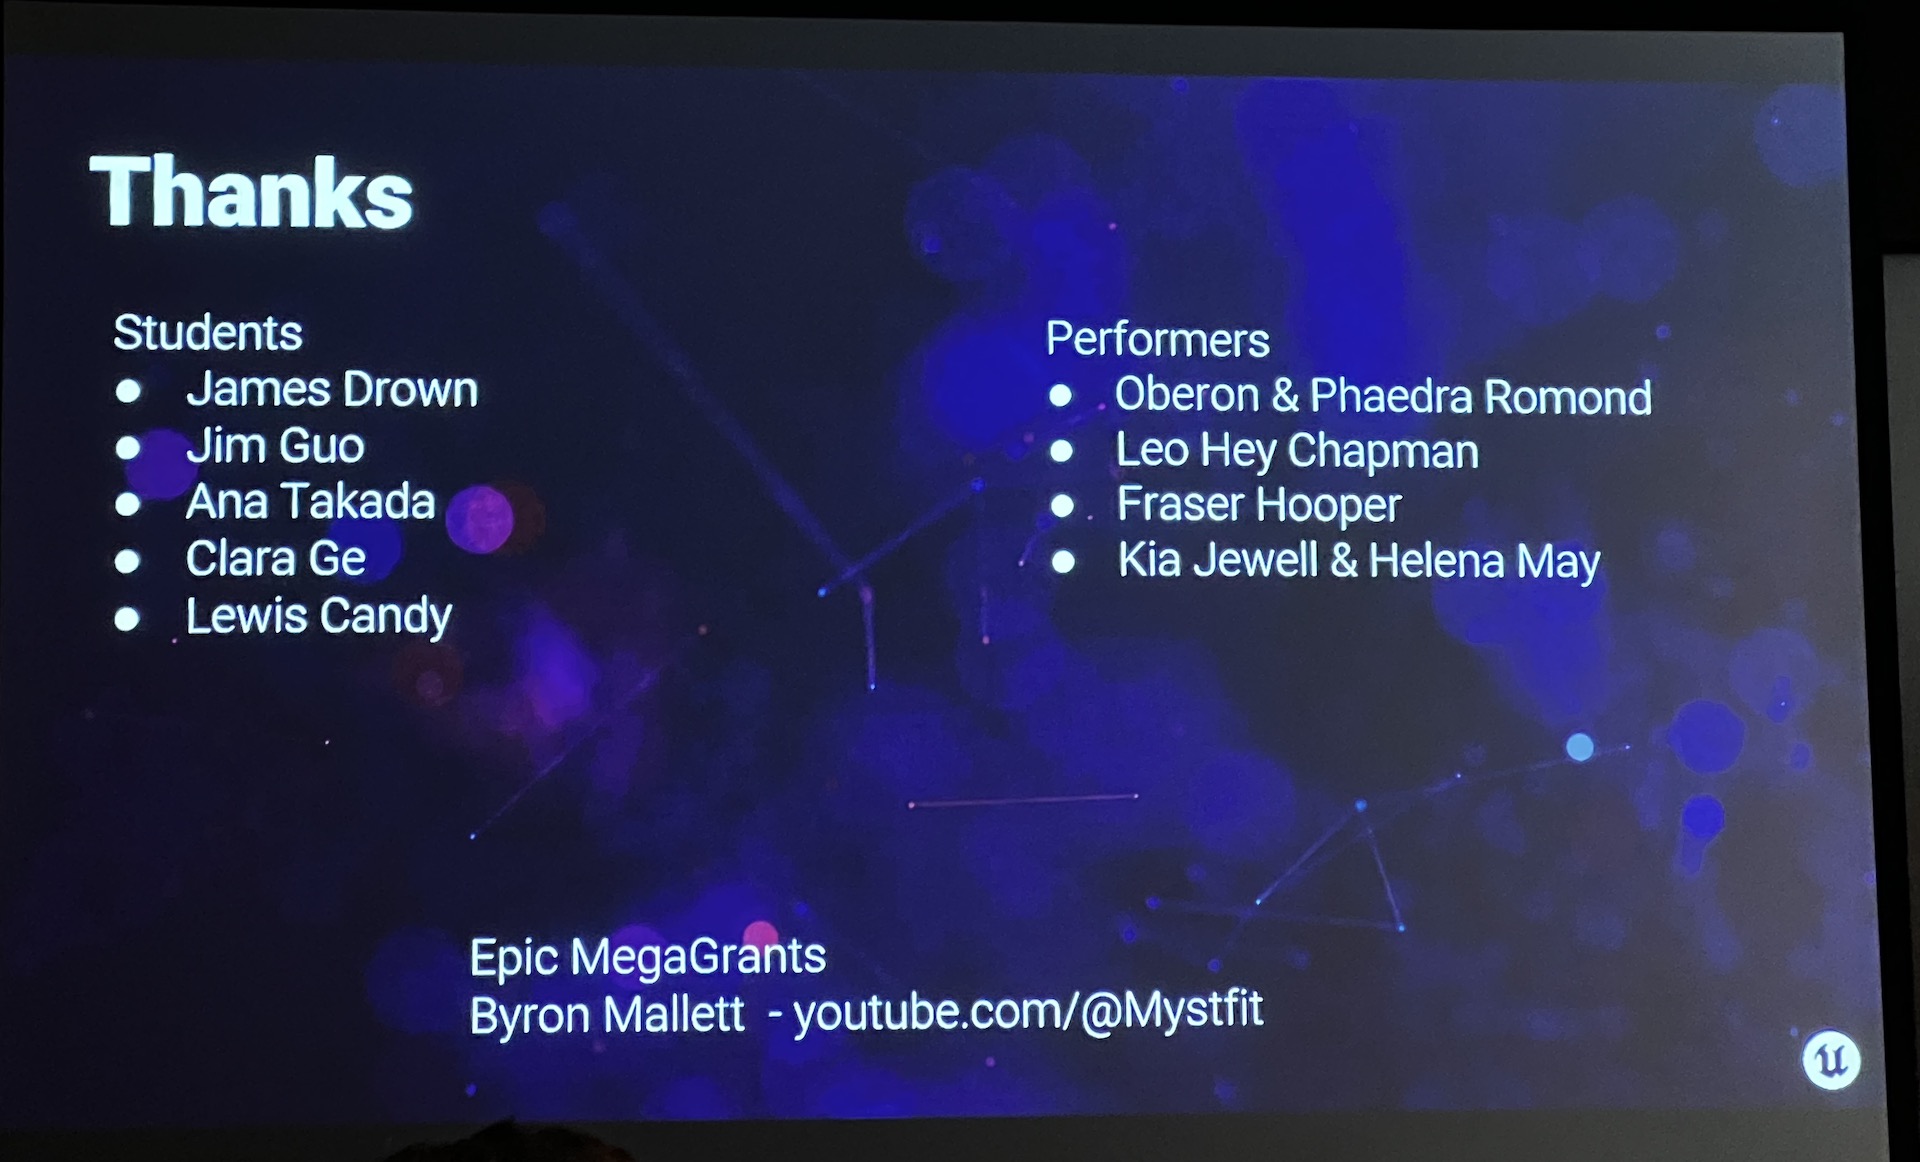 Thanks
Students
● James Drown
● Jim Guo
● Ana Takada
● Clara Ge
● Lewis Candy
Performers
● Oberon & Phaedra Romond
● Leo Hey Chapman
● Fraser Hooper
● Kia Jewell & Helena May
Epic MegaGrants
Byron Mallett - youtube.com/@Mystfit